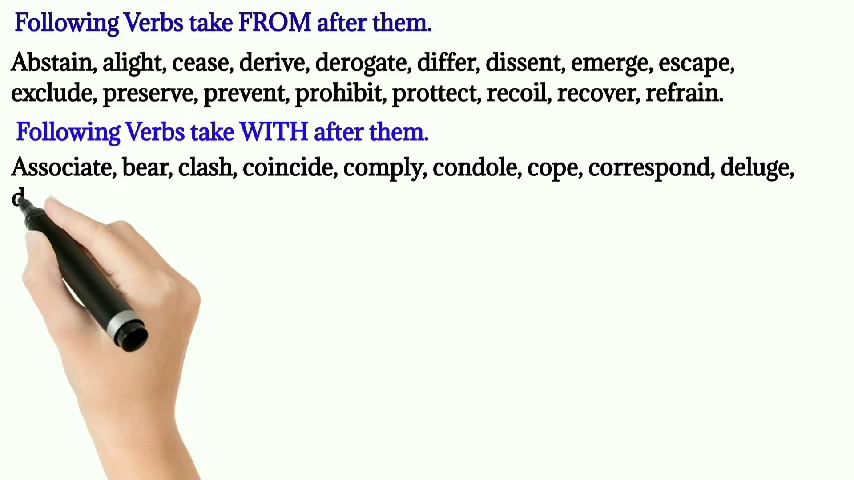 Following Verbs take FROM after them.
Abstain, alight, cease, derive, derogate, differ, dissent, emerge, escape,
exclude, preserve, prevent, prohibit, prottect, recoil, recover, refrain.
Following Verbs take WITH after them.
Associate, bear, clash, coincide, comply, condole, cope, correspond, deluge,
d